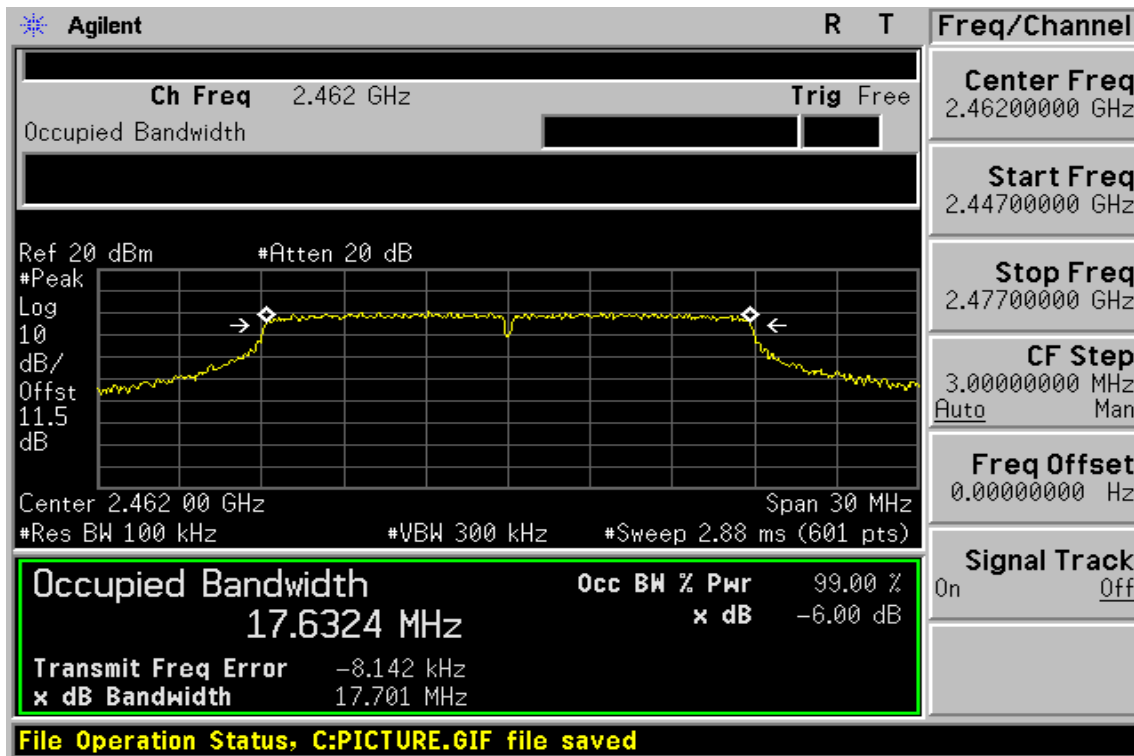 Agilent R T
Ch Freq 2.462 GHz Trig Free
Occupied Bandwidth
Ref 20 dBm #Atten 20 dB
#Peak
Log
10
dB/
Offst
11.5
dB
Center 2.462 00 GHz Span 30 MHz
#Res BW 100 kHz #VBW 300 kHz #Sweep 2.88 ms (601 pts)
Occupied Bandwidth
17.6324 MHz
Occ BW % Pwr 99.00 %
x dB -6.00 dB
Transmit Freq Error -8.142 kHz
x dB Bandwidth 17.701 MHz
File Operation Status, C:PICTURE.GIF file saved
Freq/Channel
Center Freq
2.46200000 GHz
Start Freq
2.44700000 GHz
Stop Freq
2.47700000 GHz
CF Step
3.00000000 MHz
Auto Man
Freq Offset
0.00000000 Hz
Signal Track
On Off